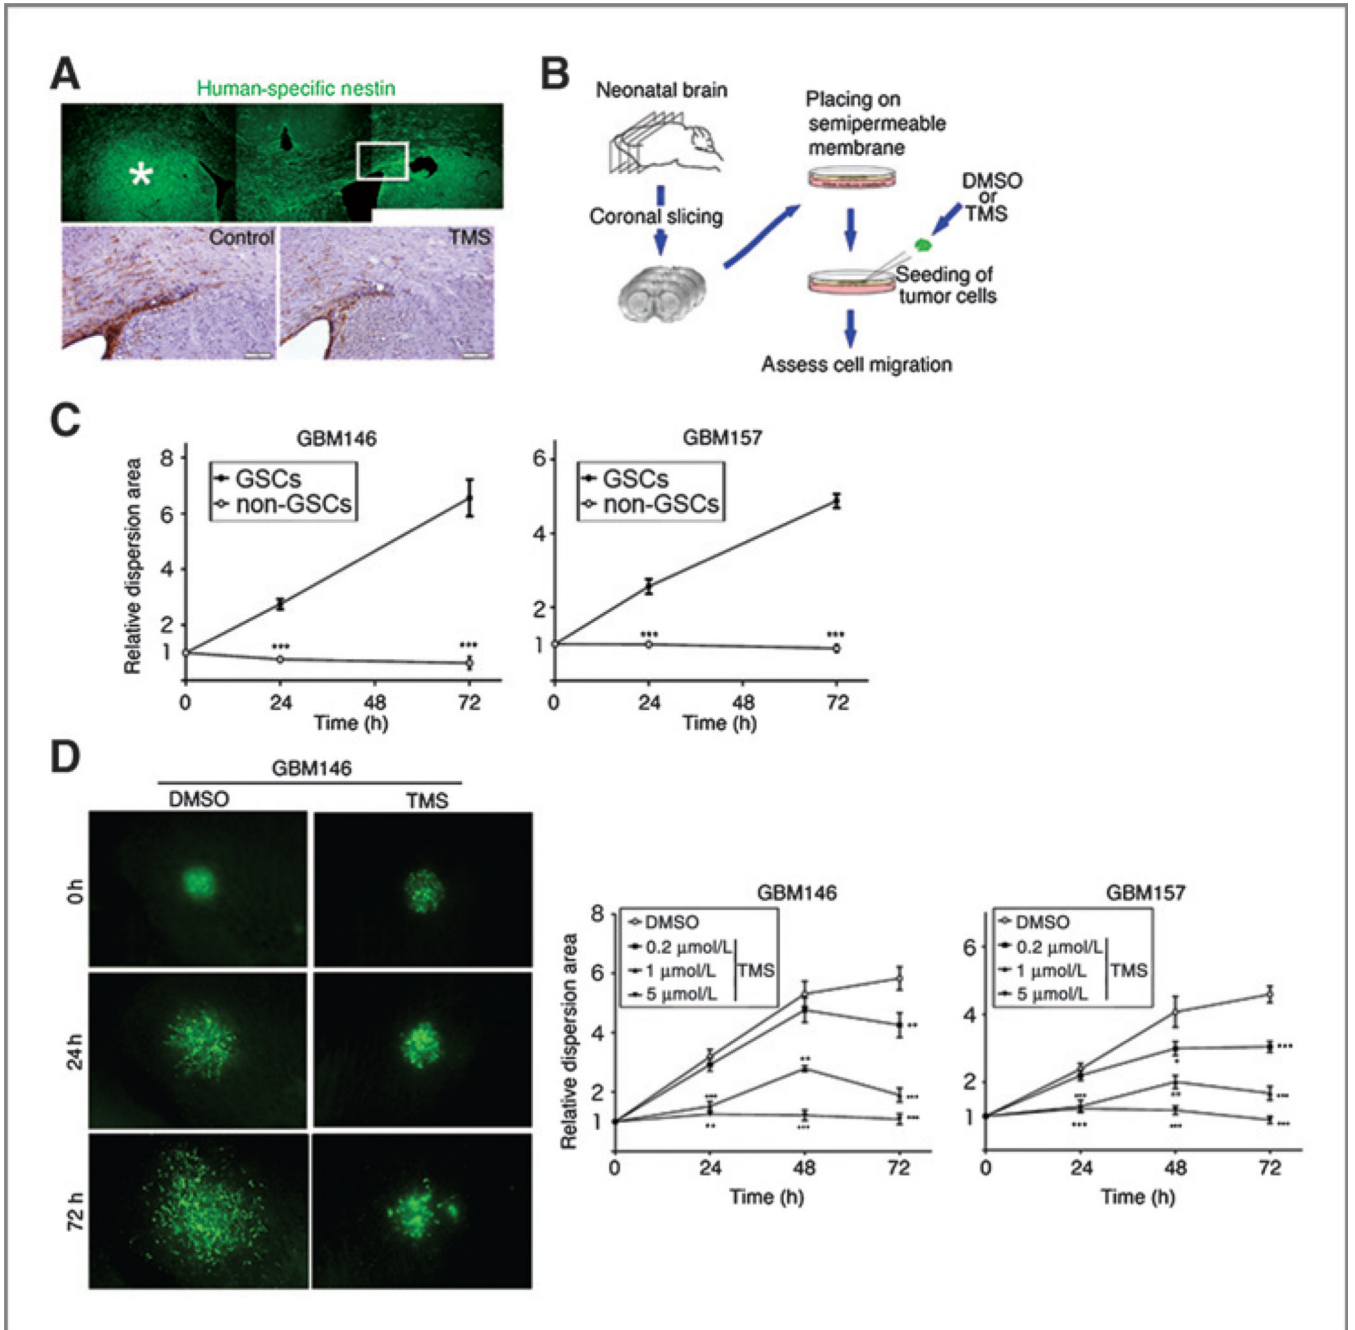 A
Human-specific nestin
*
Control
TMS
B
Neonatal brain
Coronal slicing
Placing on
semipermeable
membrane
DMSO
or
TMS
Seeding of
tumor cells
Assess cell migration
C
GBM146
Relative dispersion area
8
6
4
2
1
GSCs
non-GSCs
***
***
0
24
48
72
Time (h)
GBM157
6
4
2
1
GSCs
non-GSCs
***
***
0
24
48
72
Time (h)
D
GBM146
DMSO
TMS
0 h
24 h
72 h
GBM146
Relative dispersion area
8
6
4
2
1
DMSO
0.2 µmol/L
1 µmol/L
5 µmol/L
TMS
**
**
***
***
***
**
***
0
24
48
72
Time (h)
GBM157
6
4
2
1
DMSO
0.2 µmol/L
1 µmol/L
5 µmol/L
TMS
***
*
***
**
***
***
***
***
0
24
48
72
Time (h)